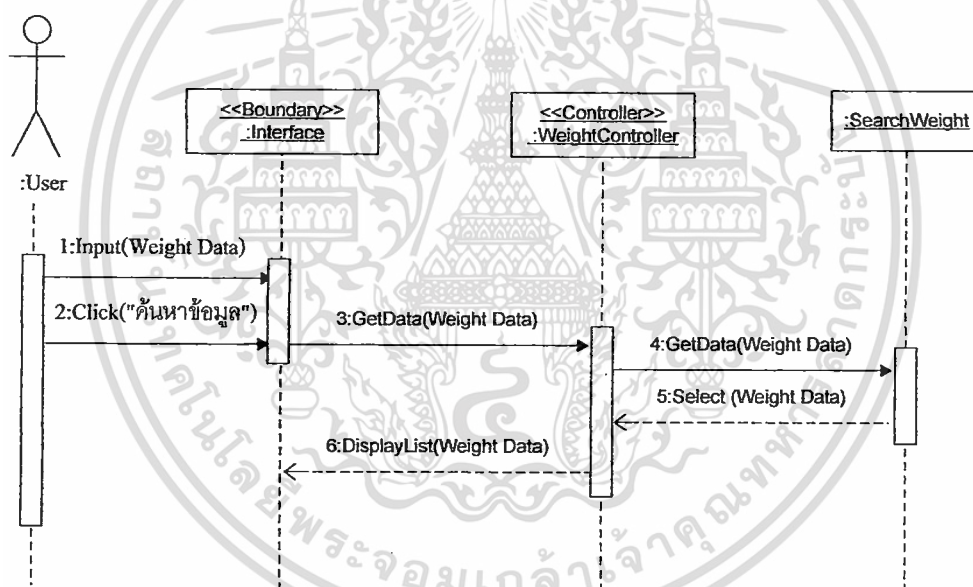 <<Boundary>>
:Interface
<<Controller>>
:WeightController
:SearchWeight
:User
1:Input(Weight Data)
2:Click("ค้นหาข้อมูล")
3:GetData(Weight Data)
4:GetData(Weight Data)
5:Select (Weight Data)
6:DisplayList(Weight Data)